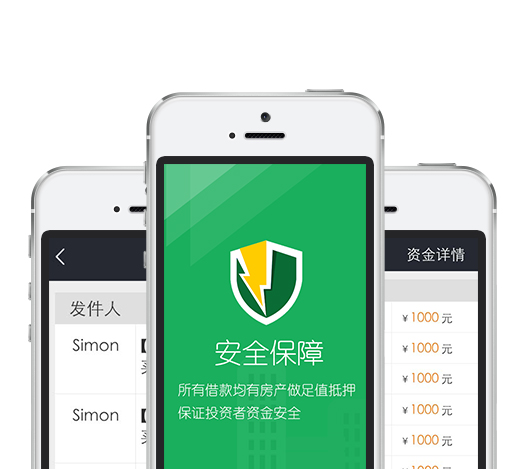 资金详情
发件人
Simon
【
Simon
【
安全保障
所有借款均有房产做足值抵押
保证投资者资金安全
¥ 1000 元
¥ 1000 元
¥ 1000 元
¥ 1000 元
¥ 1000 元
¥ 1000 元